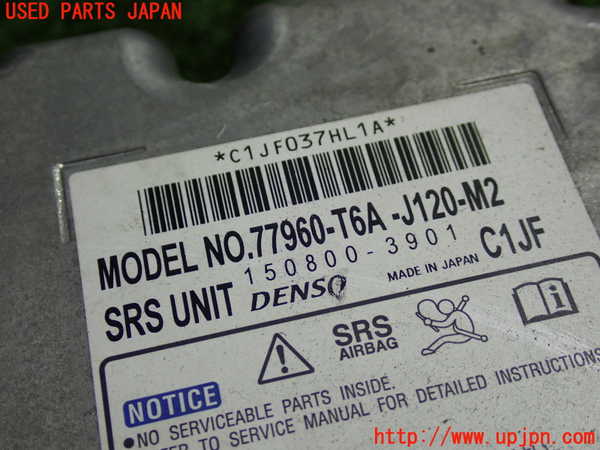 USED PARTS JAPAN
*C1JF037HL1A*
MODEL NO.77960-T6A-J120-M2
150800-3901
SRS UNIT DENSO MADE IN JAPAN C1JF
SRS
AIRBAG
NOTICE
•NO SERVICEABLE PARTS INSIDE.
TO SERVICE MANUAL FOR DETAILED INSTRUCTIONS
http://www.upjpn.com/